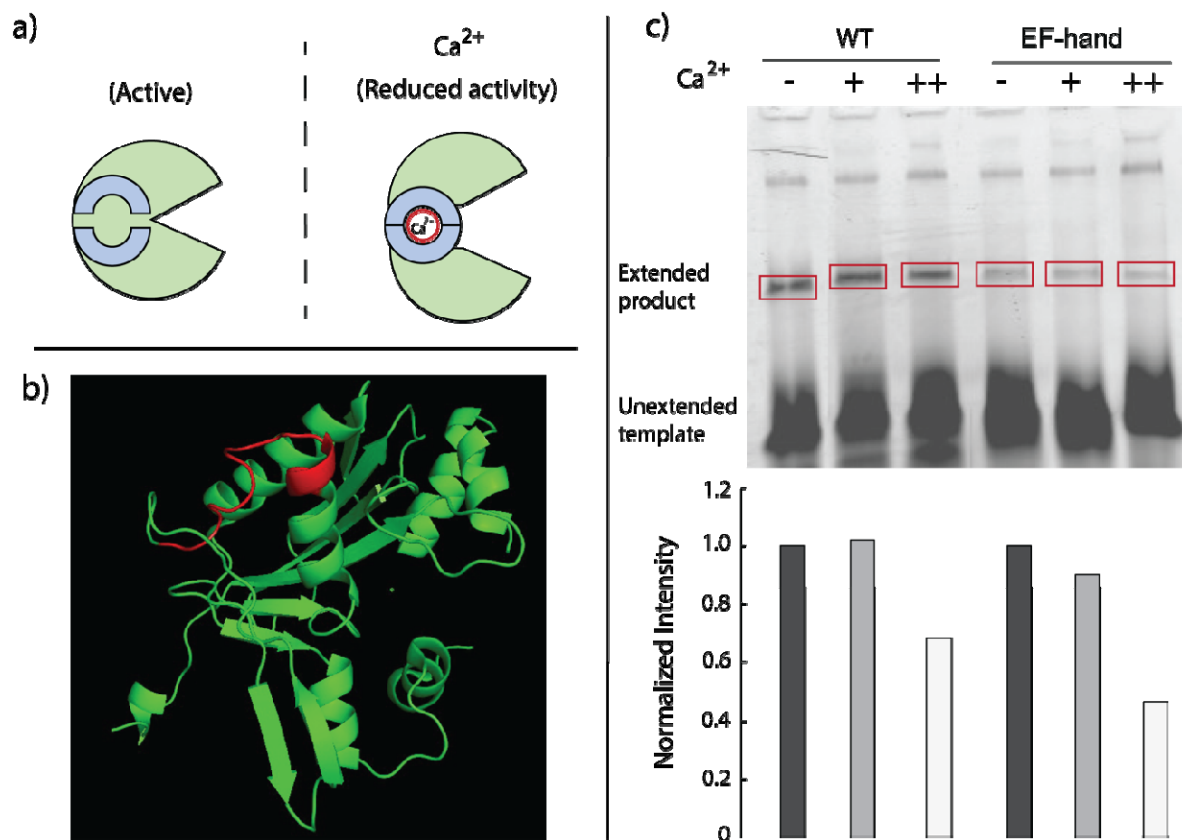 a)
Ca2+
(Active)
(Reduced activity)
b)
c)
WT
EF-hand
Ca2+
- + ++ - + ++
Extended
product
Unextended
template
Normalized Intensity
1.2
1.0
0.8
0.6
0.4
0.2
0